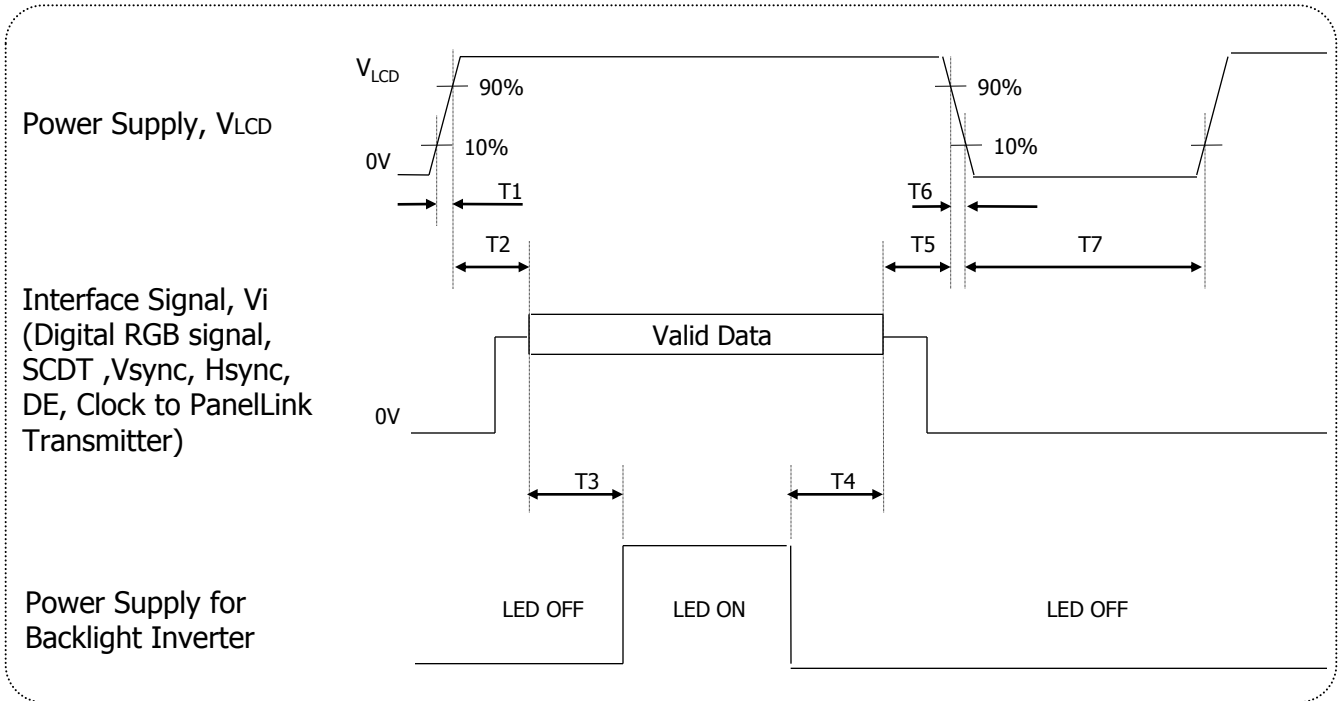 VLCD
90%
90%
Power Supply, VLCD
10%
10%
0V
T1
T6
T2
T5
T7
Interface Signal, Vi
(Digital RGB signal,
SCDT ,Vsync, Hsync,
DE, Clock to PanelLink
Transmitter)
Valid Data
0V
T3
T4
Power Supply for
Backlight Inverter
LED OFF
LED ON
LED OFF